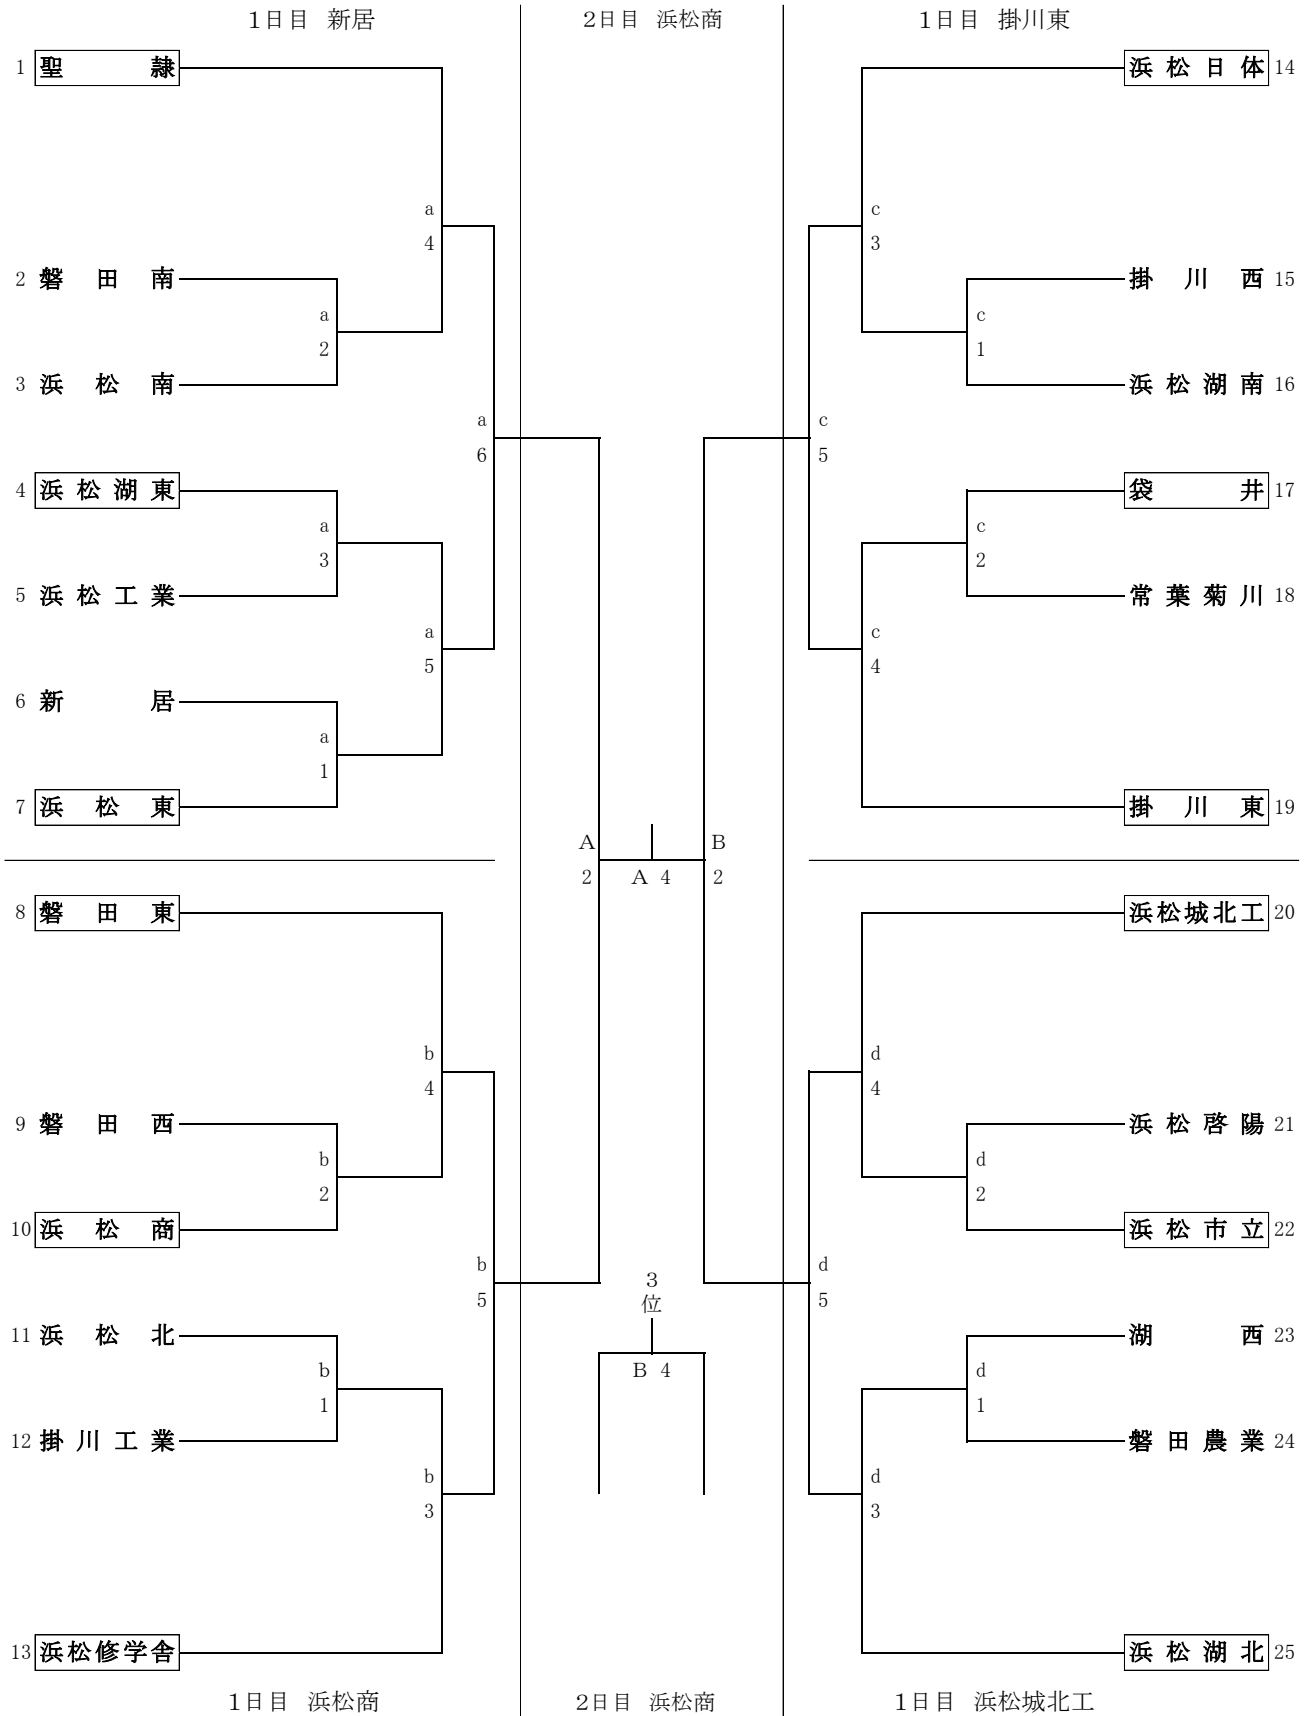 1日目 新居
2日目 浜松商
1日目 掛川東
1 聖隷
浜松日体 14
a
4
c
3
2 磐田南
掛川西 15
a
2
c
1
3 浜松南
浜松湖南 16
a
6
c
5
4 浜松湖東
袋井 17
a
3
c
2
5 浜松工業
常葉菊川 18
a
5
c
4
6 新居
a
1
7 浜松東
掛川東 19
A
2
A 4
B
2
8 磐田東
浜松城北工 20
b
4
d
4
9 磐田西
浜松啓陽 21
b
2
d
2
10 浜松商
浜松市立 22
b
5
3
位
d
5
11 浜松北
湖西 23
b
1
B 4
d
1
12 掛川工業
磐田農業 24
b
3
d
3
13 浜松修学舎
浜松湖北 25
1日目 浜松商
2日目 浜松商
1日目 浜松城北工